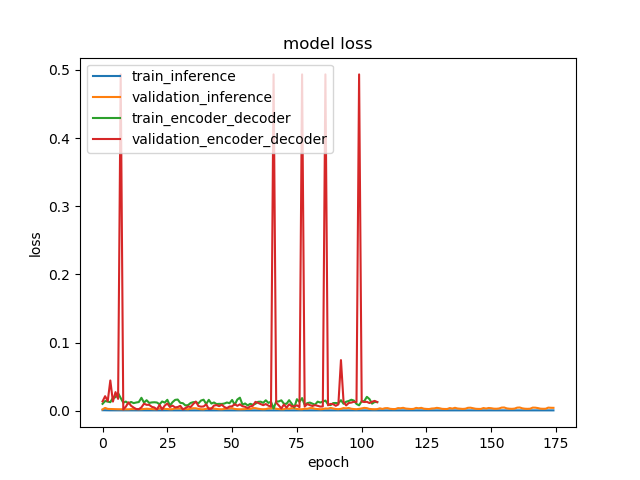 model loss
train_inference
validation_inference
train_encoder_decoder
validation_encoder_decoder
0.5
0.4
0.3
0.2
0.1
0.0
loss
0 25 50 75 100 125 150 175
epoch